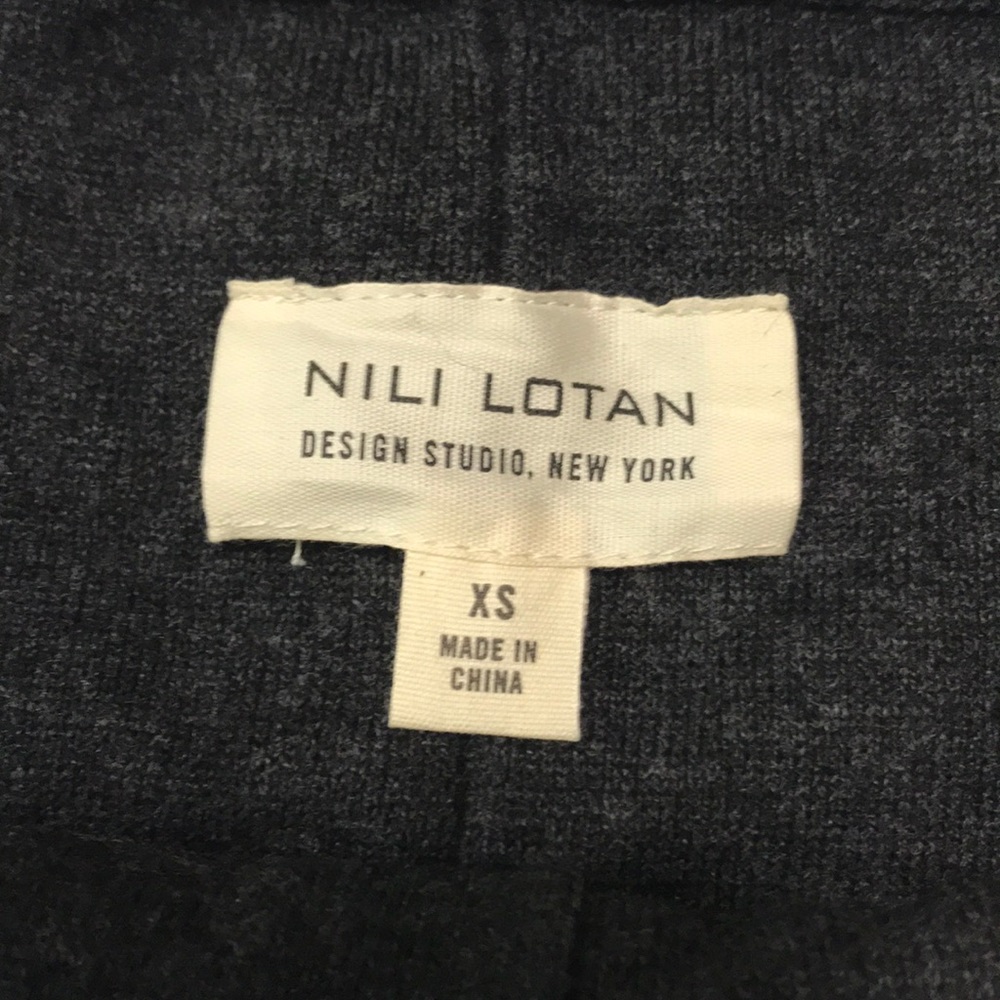 NILI LOTAN
DESIGN STUDIO, NEW YORK
XS
MADE IN
CHINA